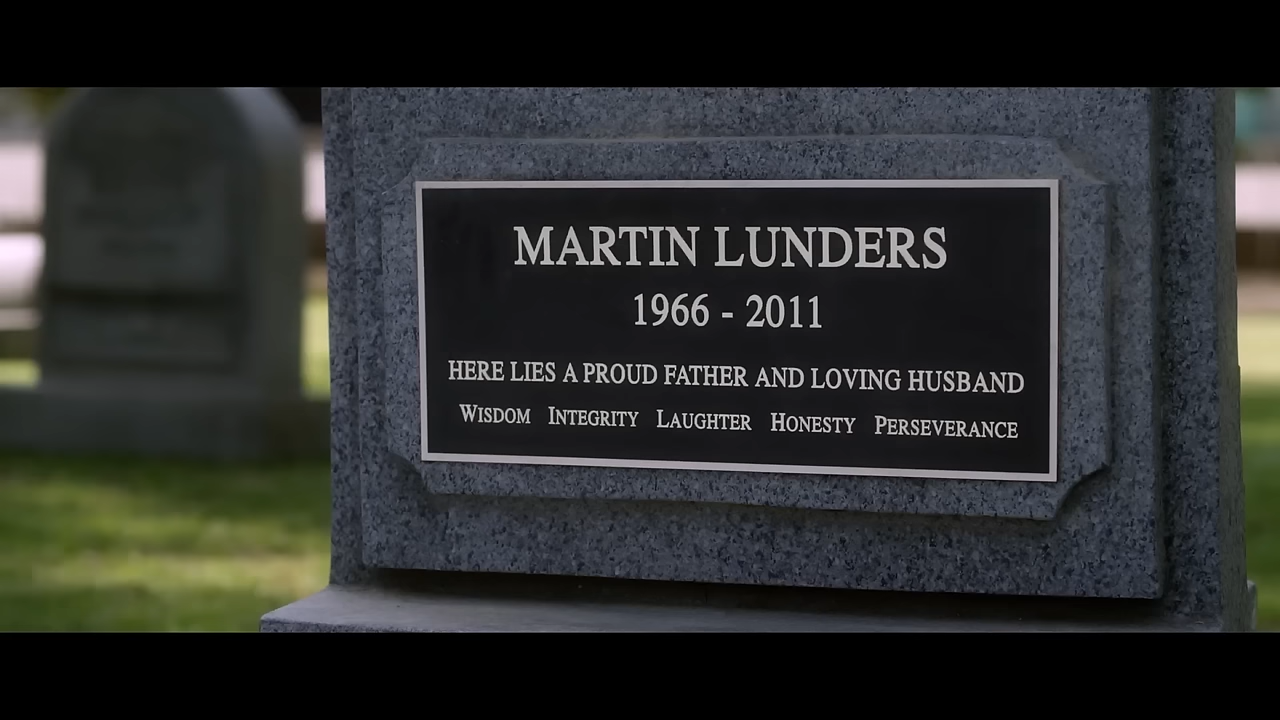 MARTIN LUNDERS
1966 - 2011
HERE LIES A PROUD FATHER AND LOVING HUSBAND
WISDOM INTEGRITY LAUGHTER HONESTY PERSEVERANCE